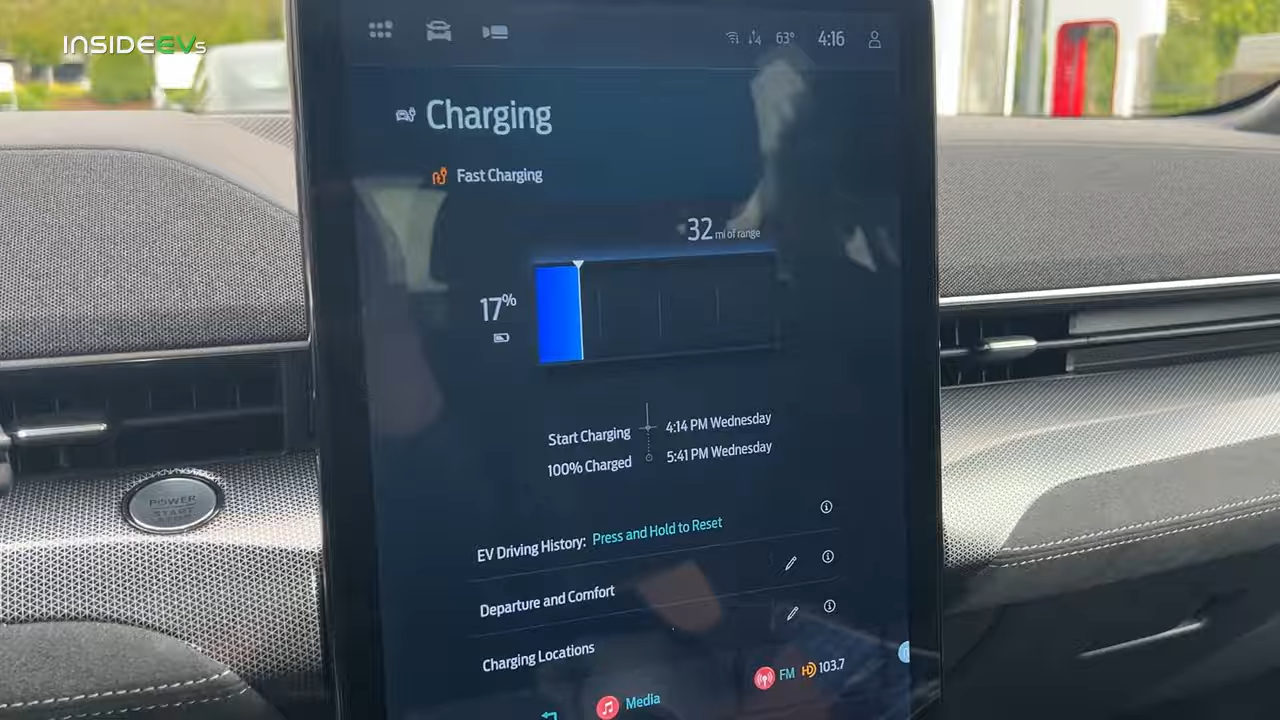 INSIDEEVs
63° 4:16
Charging
Fast Charging
32 mi of range
17%
Start Charging 4:14 PM Wednesday
100% Charged 5:41 PM Wednesday
EV Driving History: Press and Hold to Reset
Departure and Comfort
Charging Locations
FM HD 103.7
Media
POWER
START